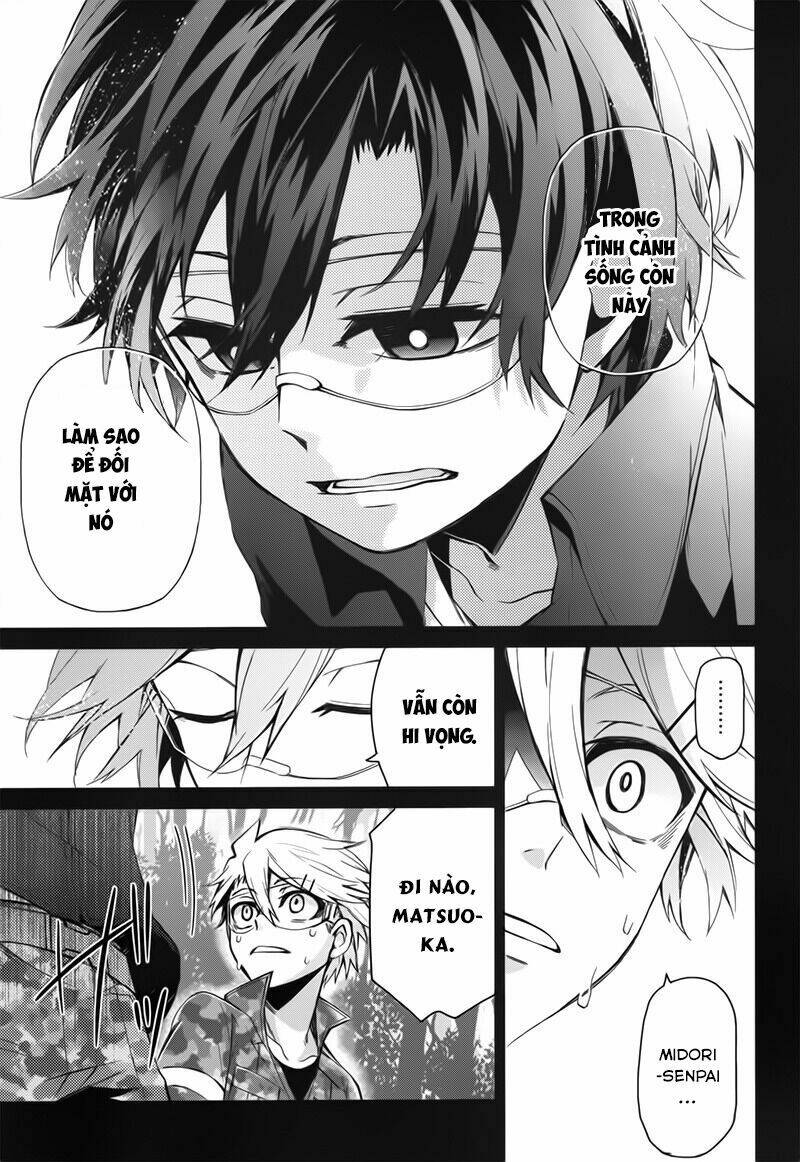 TRONG
TÌNH CẢNH
SỐNG CÒN
NÀY
LÀM SAO
ĐỂ ĐỐI
MẶT VỚI
NÓ
.........
MIDORI
-SENPAI
...
VẪN CÒN
HI VỌNG.
ĐI NÀO,
MATSUO-
KA.